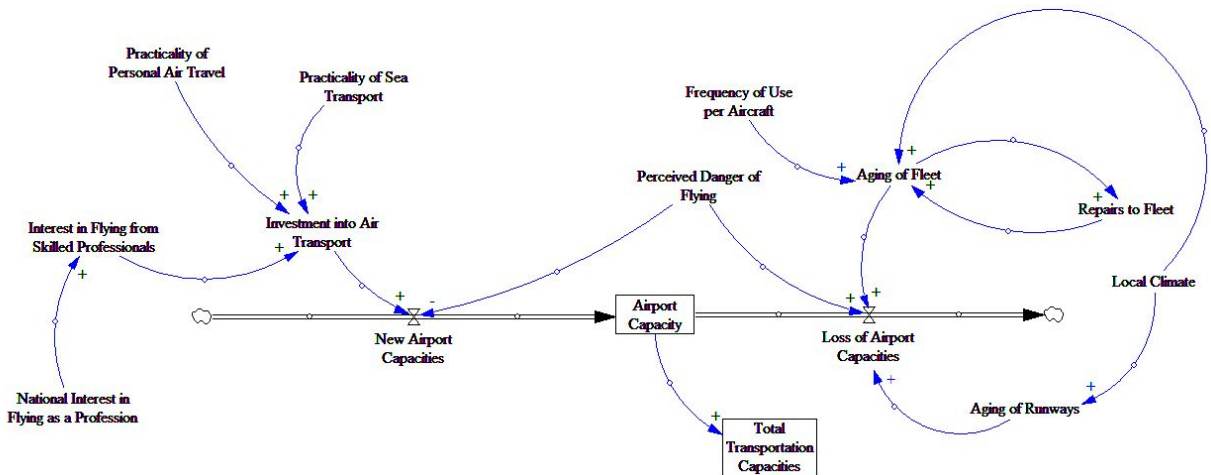 Practicality of
Personal Air Travel
Practicality of Sea
Transport
Frequency of Use
per Aircraft
+
+
Aging of Fleet
+
+
Repairs to Fleet
Perceived Danger of
Flying
+
+
Investment into Air
Transport
+
Interest in Flying from
Skilled Professionals
+
Local Climate
+
-
New Airport
Capacities
Airport
Capacity
+
+
Loss of Airport
Capacities
National Interest in
Flying as a Profession
+
+
Aging of Runways
+
Total
Transportation
Capacities